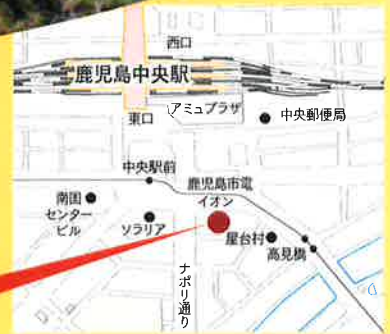 西口
鹿児島中央駅
アミュプラザ
東口
中央郵便局
中央駅前
鹿児島市電
南国
センター
ビル
ソラリア
イオン
屋台村
高見橋
ナポリ通り